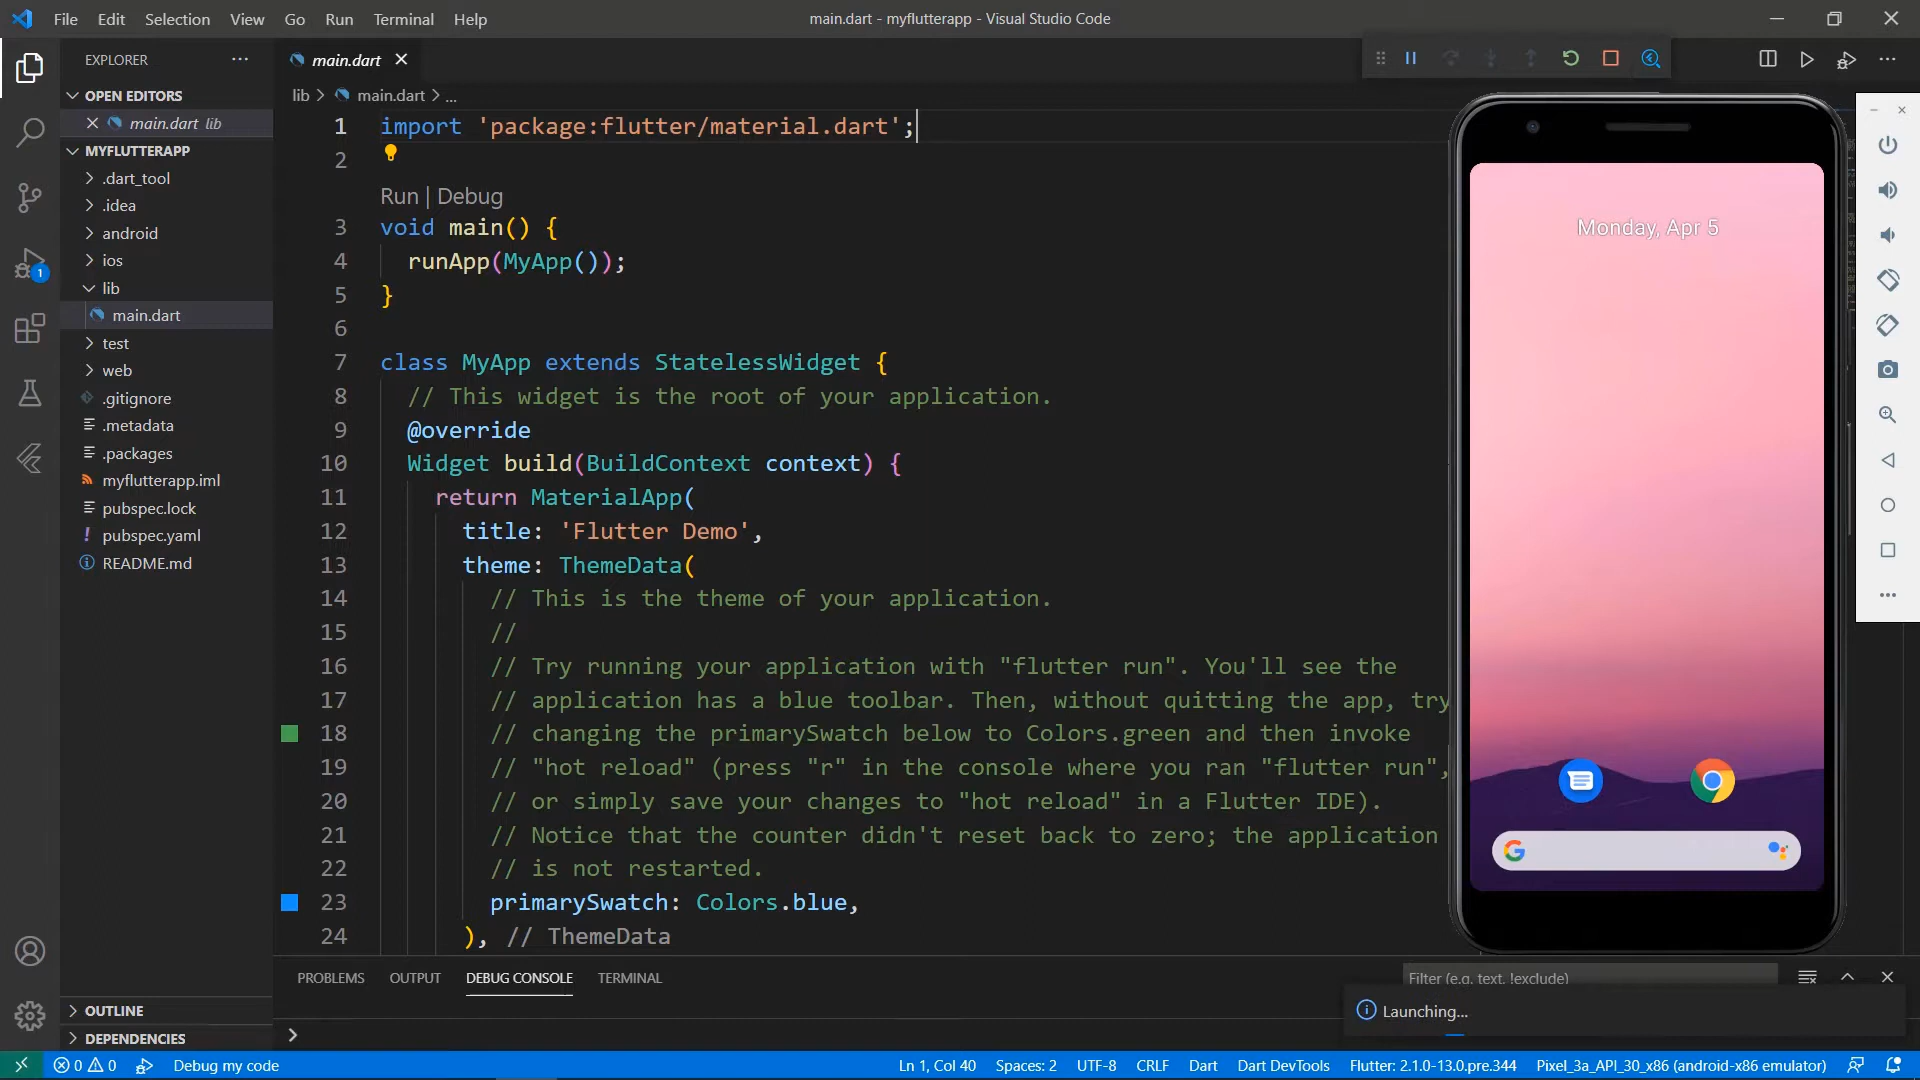 File Edit Selection View Go Run Terminal Help
main.dart - myflutterapp - Visual Studio Code
EXPLORER
OPEN EDITORS
main.dart lib
MYFLUTTERAPP
.dart_tool
.idea
android
ios
lib
main.dart
test
web
.gitignore
.metadata
.packages
myflutterapp.iml
pubspec.lock
pubspec.yaml
README.md
OUTLINE
DEPENDENCIES
main.dart
lib > main.dart > ...
1 import 'package:flutter/material.dart';
2
Run | Debug
3 void main() {
4 runApp(MyApp());
5 }
6
7 class MyApp extends StatelessWidget {
8 // This widget is the root of your application.
9 @override
10 Widget build(BuildContext context) {
11 return MaterialApp(
12 title: 'Flutter Demo',
13 theme: ThemeData(
14 // This is the theme of your application.
15 //
16 // Try running your application with "flutter run". You'll see the
17 // application has a blue toolbar. Then, without quitting the app, try
18 // changing the primarySwatch below to Colors.green and then invoke
19 // "hot reload" (press "r" in the console where you ran "flutter run",
20 // or simply save your changes to "hot reload" in a Flutter IDE).
21 // Notice that the counter didn't reset back to zero; the application
22 // is not restarted.
23 primarySwatch: Colors.blue,
24 ), // ThemeData
Monday, Apr 5
PROBLEMS OUTPUT DEBUG CONSOLE TERMINAL
Filter (e.g. text, !exclude)
Launching...
0 0 Debug my code
1
Ln 1, Col 40 Spaces: 2 UTF-8 CRLF Dart Dart DevTools Flutter: 2.1.0-13.0.pre.344 Pixel_3a_API_30_x86 (android-x86 emulator)